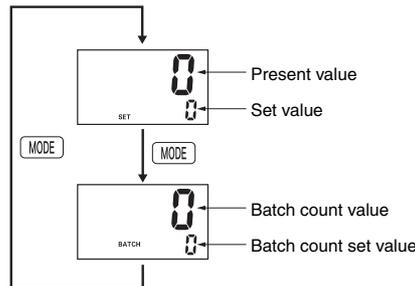 0
Present value
SET
0
Set value
MODE
MODE
0
Batch count value
BATCH
0
Batch count set value